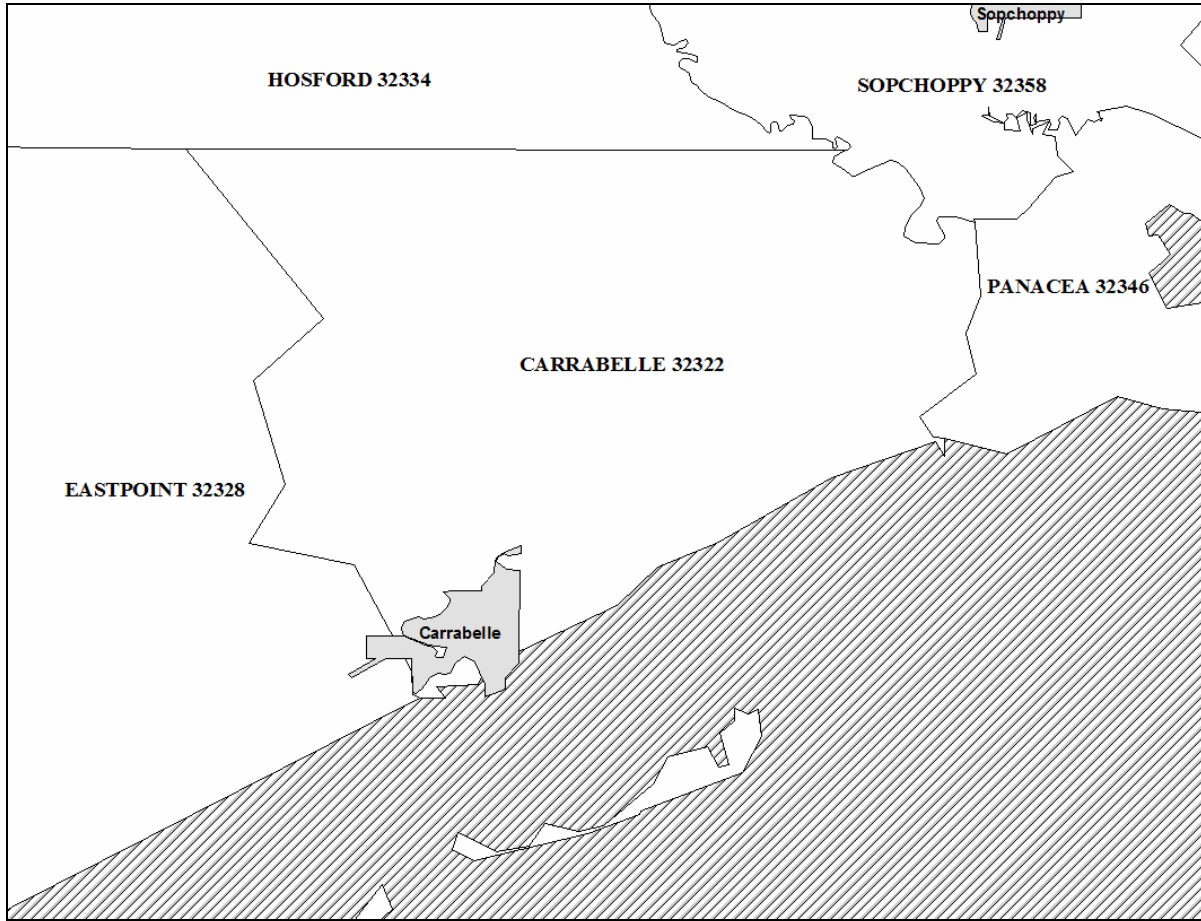 Sopchoppy
HOSFORD 32334
SOPCHOPPY 32358
PANACEA 32346
CARRABELLE 32322
EASTPOINT 32328
Carrabelle